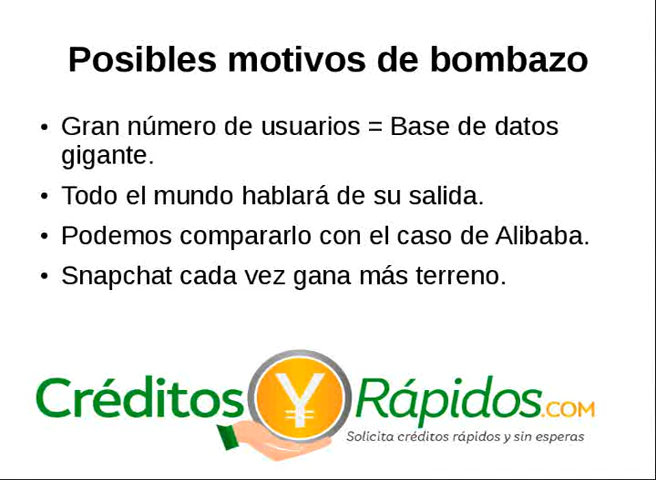 Posibles motivos de bombazo
• Gran número de usuarios = Base de datos
gigante.
• Todo el mundo hablará de su salida.
• Podemos compararlo con el caso de Alibaba.
• Snapchat cada vez gana más terreno.
Créditos Y Rápidos.COM
Solicita créditos rápidos y sin esperas